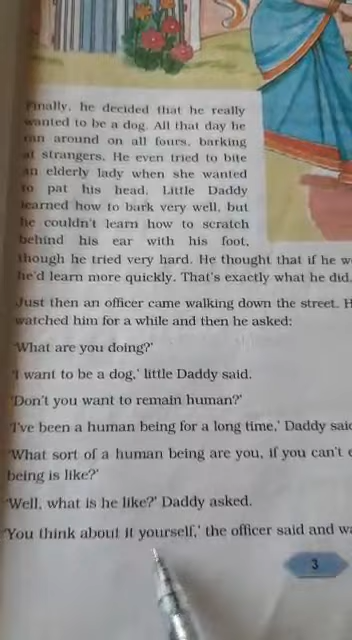 Finally, he decided that he really
wanted to be a dog. All that day he
ran around on all fours, barking
at strangers. He even tried to bite
an elderly lady when she wanted
to pat his head. Little Daddy
learned how to bark very well, but
he couldn't learn how to scratch
behind his ear with his foot,
though he tried very hard. He thought that if he
he'd learn more quickly. That's exactly what he did.
Just then an officer came walking down the street.
watched him for a while and then he asked:
'What are you doing?'
'I want to be a dog,' little Daddy said.
'Don't you want to remain human?'
'I've been a human being for a long time,' Daddy
'What sort of a human being are you, if you can't
being is like?'
'Well, what is he like?' Daddy asked.
'You think about it yourself,' the officer said and
3